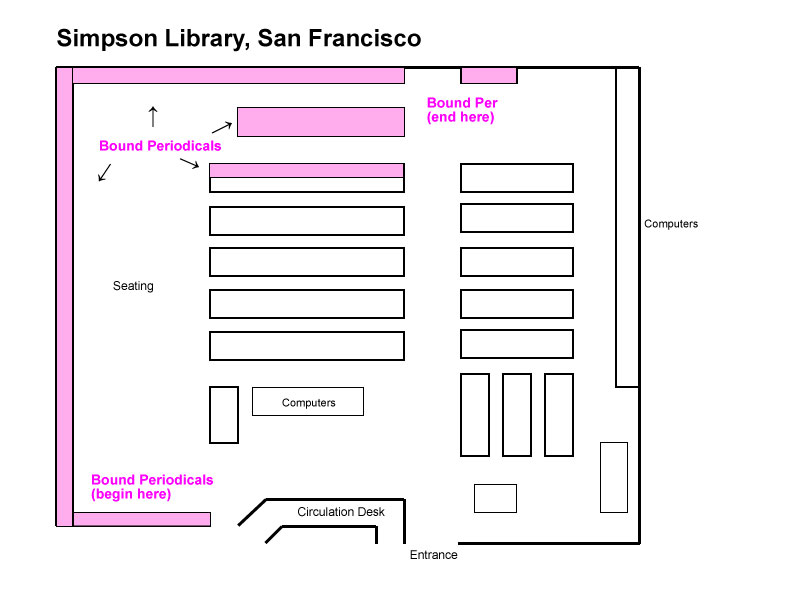 Simpson Library, San Francisco
Bound Per
(end here)
Bound Periodicals
Computers
Seating
Computers
Bound Periodicals
(begin here)
Circulation Desk
Entrance